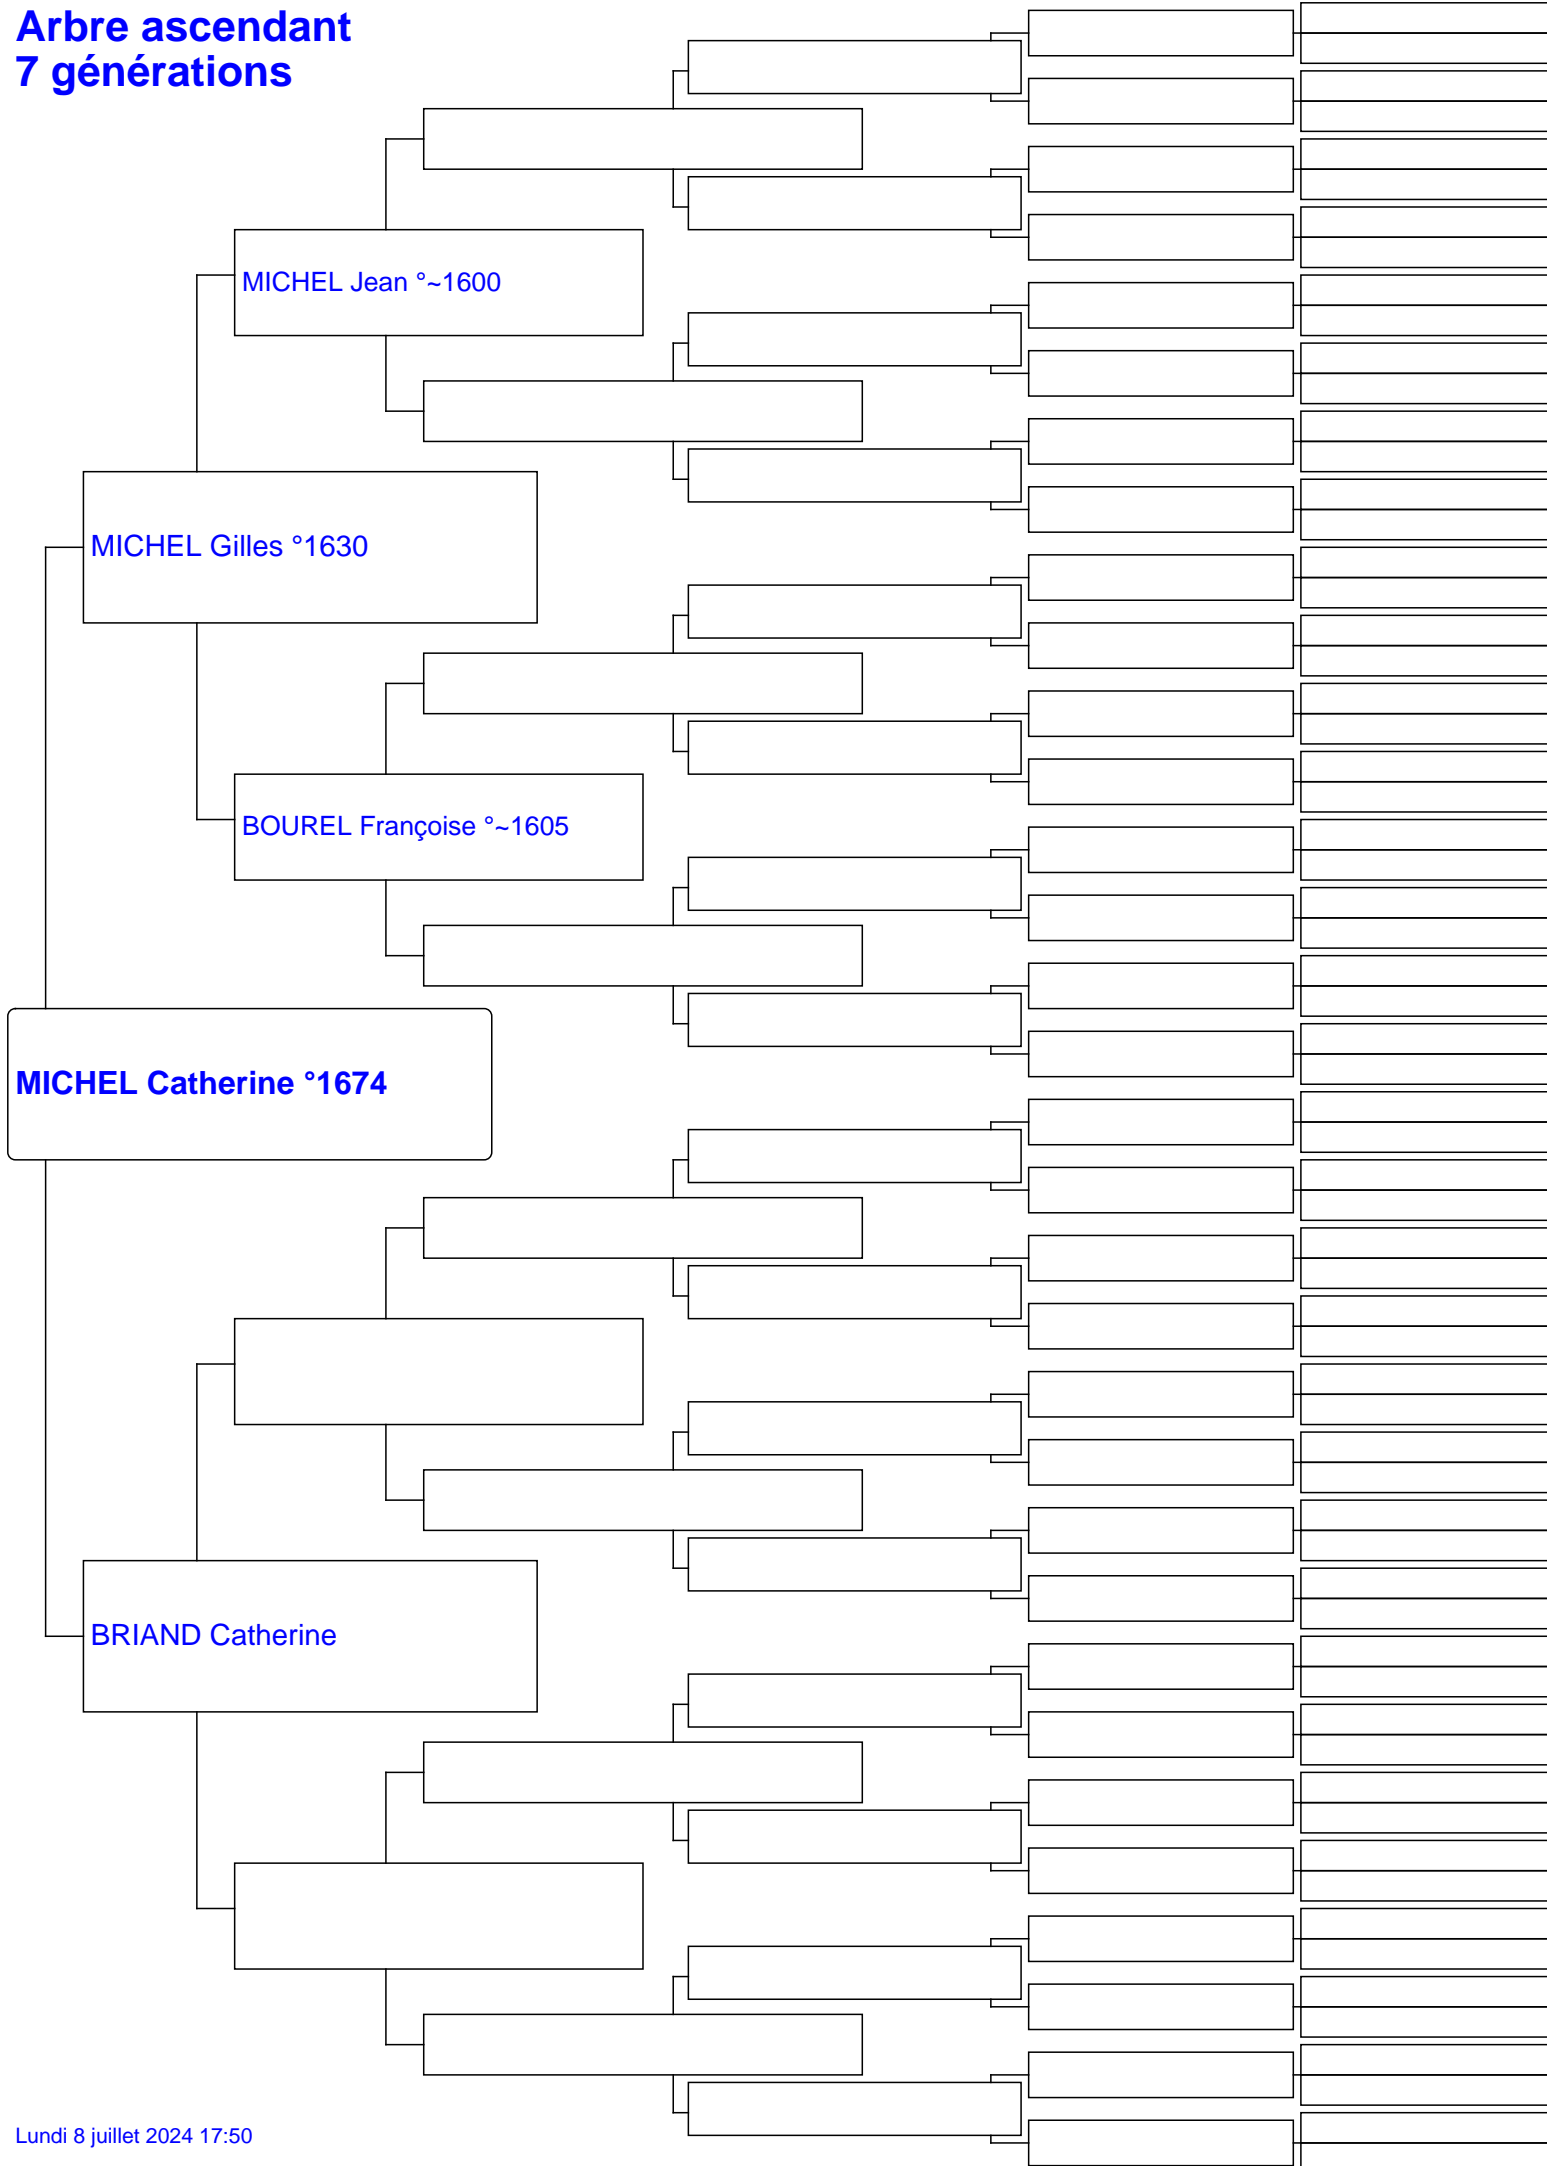 Arbre ascendant
7 générations
MICHEL Jean °~1600
MICHEL Gilles °1630
BOUREL Françoise °~1605
MICHEL Catherine °1674
BRIAND Catherine
Lundi 8 juillet 2024 17:50